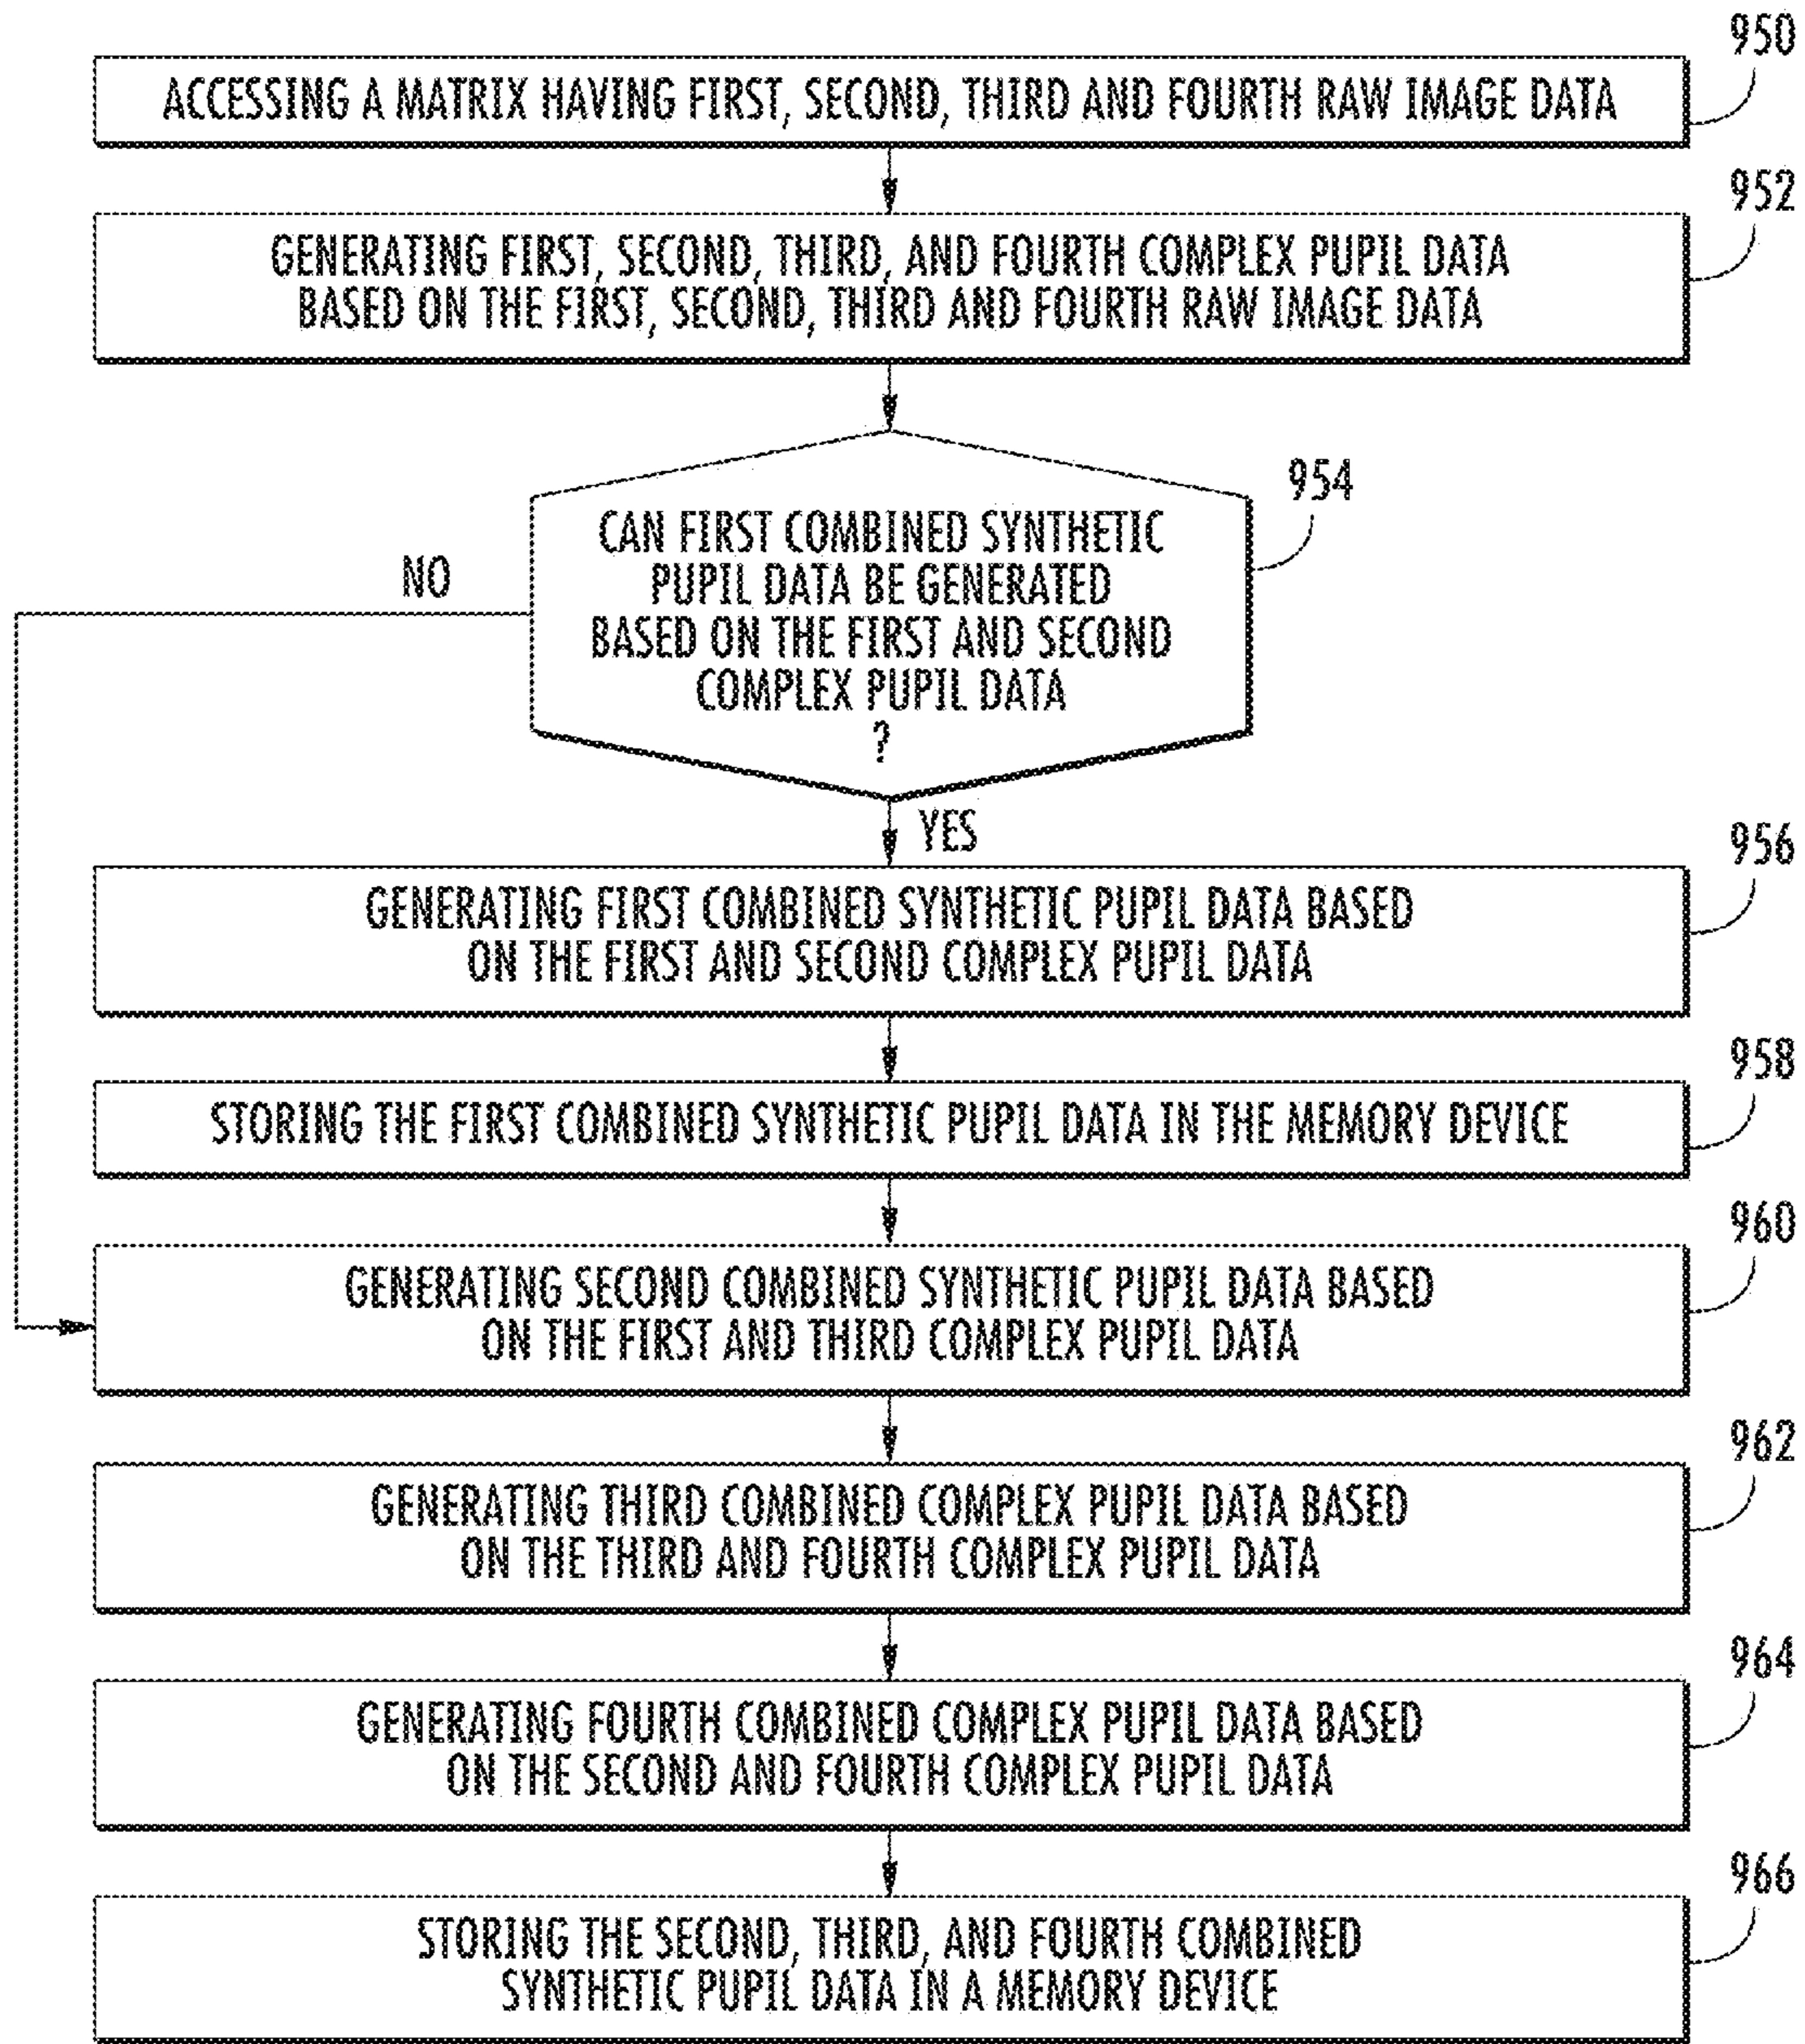 950
ACCESSING A MATRIX HAVING FIRST, SECOND, THIRD AND FOURTH RAW IMAGE DATA
952
GENERATING FIRST, SECOND, THIRD, AND FOURTH COMPLEX PUPIL DATA
BASED ON THE FIRST, SECOND, THIRD AND FOURTH RAW IMAGE DATA
954
CAN FIRST COMBINED SYNTHETIC
PUPIL DATA BE GENERATED
BASED ON THE FIRST AND SECOND
COMPLEX PUPIL DATA
?
NO
YES
956
GENERATING FIRST COMBINED SYNTHETIC PUPIL DATA BASED
ON THE FIRST AND SECOND COMPLEX PUPIL DATA
958
STORING THE FIRST COMBINED SYNTHETIC PUPIL DATA IN THE MEMORY DEVICE
960
GENERATING SECOND COMBINED SYNTHETIC PUPIL DATA BASED
ON THE FIRST AND THIRD COMPLEX PUPIL DATA
962
GENERATING THIRD COMBINED COMPLEX PUPIL DATA BASED
ON THE THIRD AND FOURTH COMPLEX PUPIL DATA
964
GENERATING FOURTH COMBINED COMPLEX PUPIL DATA BASED
ON THE SECOND AND FOURTH COMPLEX PUPIL DATA
966
STORING THE SECOND, THIRD, AND FOURTH COMBINED
SYNTHETIC PUPIL DATA IN A MEMORY DEVICE